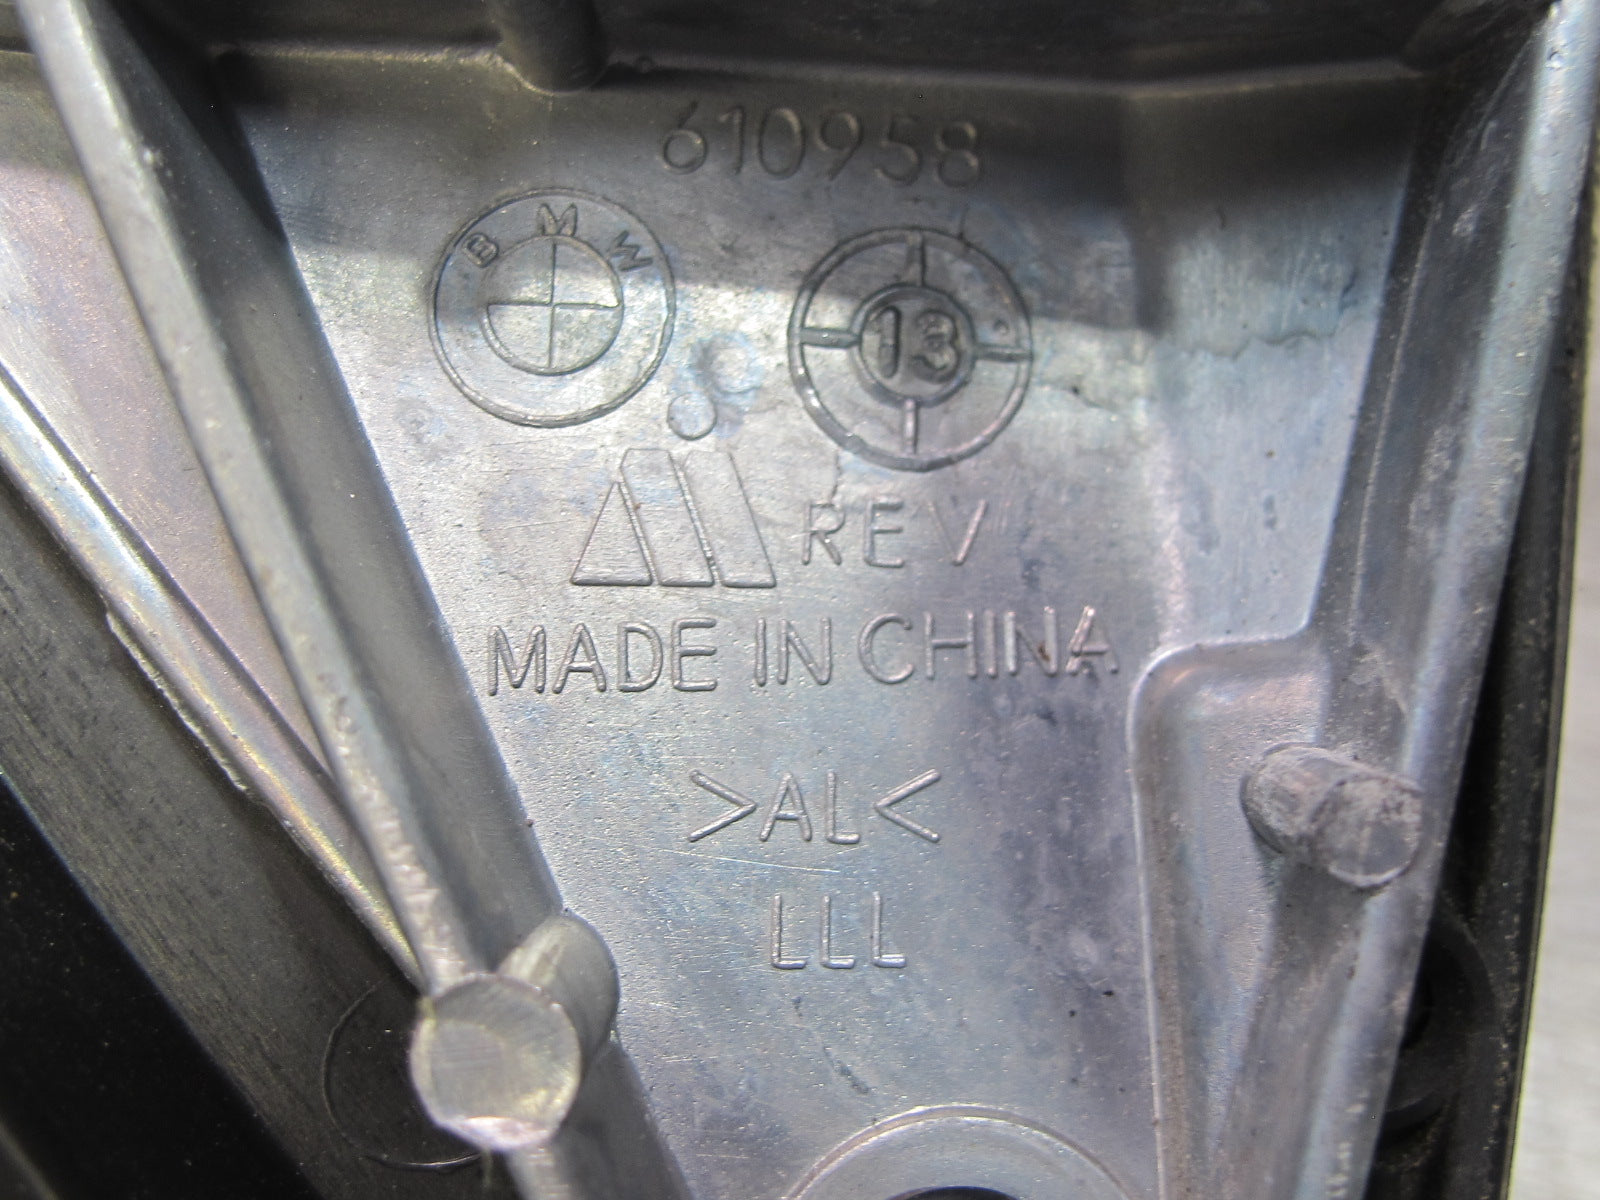 610958
BMW
13
REV
MADE IN CHINA
>AL<
LLL